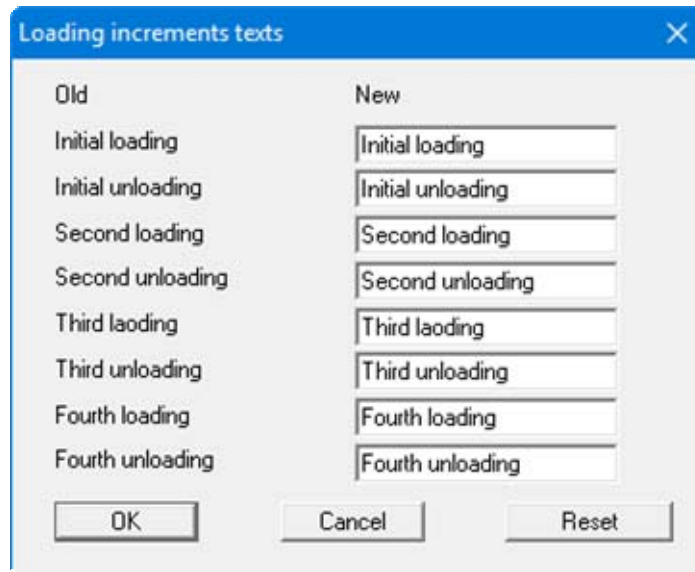 Loading increments texts
Old New
Initial loading Initial loading
Initial unloading Initial unloading
Second loading Second loading
Second unloading Second unloading
Third laoding Third laoding
Third unloading Third unloading
Fourth loading Fourth loading
Fourth unloading Fourth unloading
OK Cancel Reset